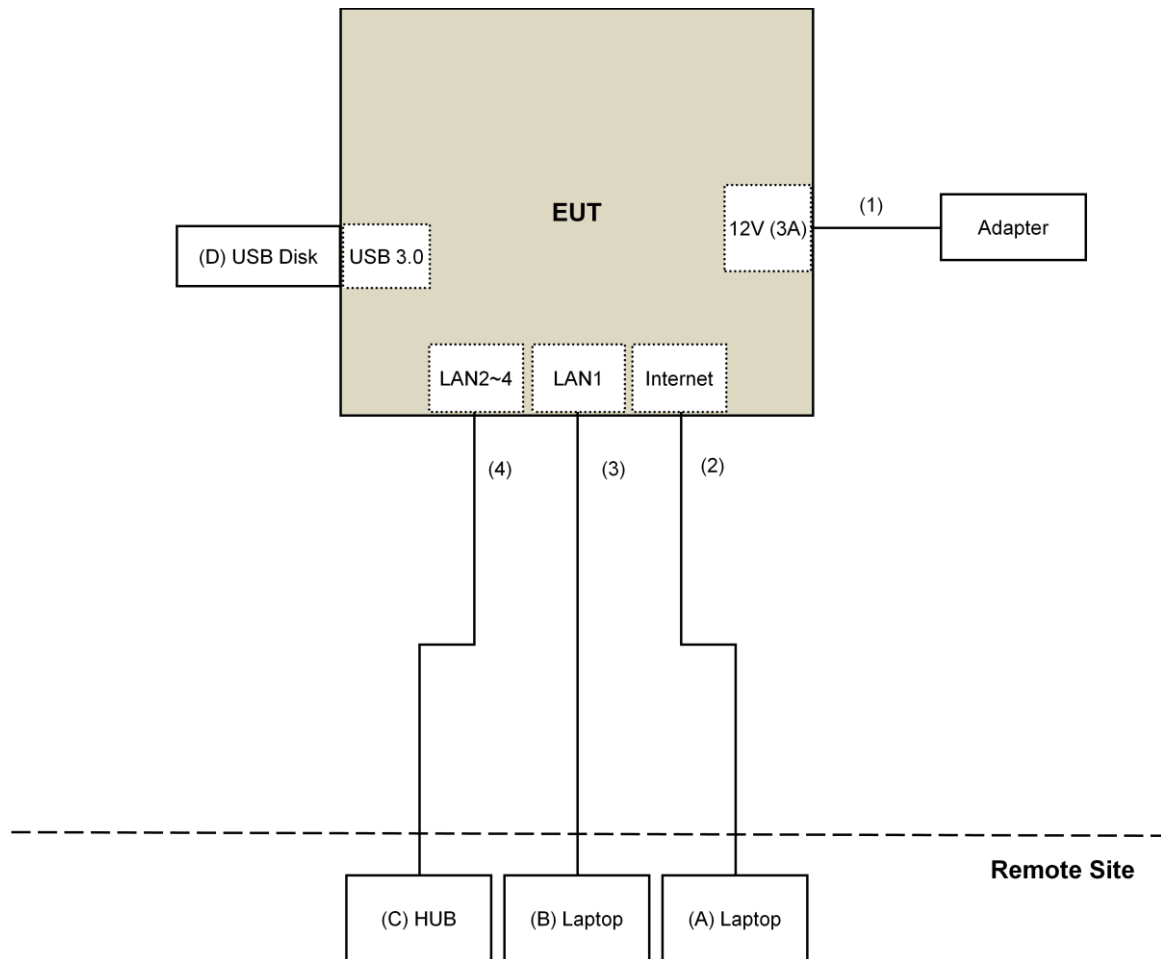 EUT
12V (3A)
(1)
Adapter
(D) USB Disk
USB 3.0
LAN2~4
LAN1
Internet
(4)
(3)
(2)
Remote Site
(C) HUB
(B) Laptop
(A) Laptop